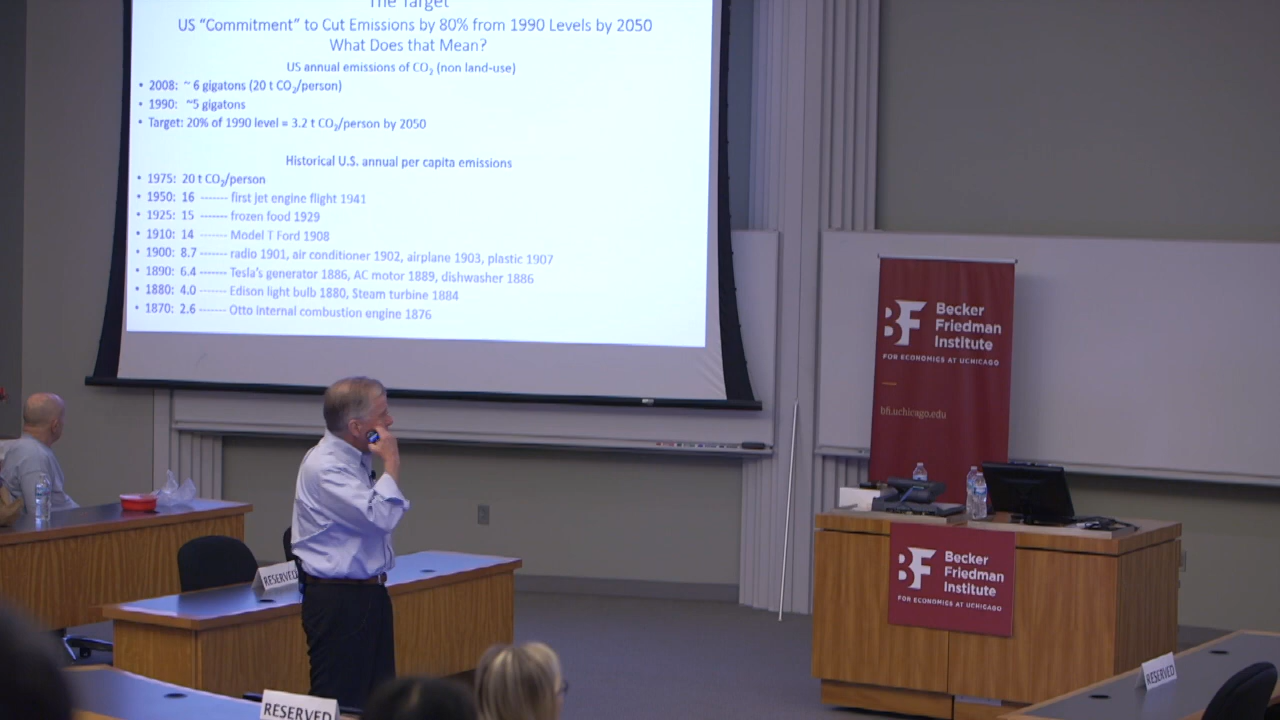 The Target
US “Commitment” to Cut Emissions by 80% from 1990 Levels by 2050
What Does that Mean?
US annual emissions of CO₂ (non land-use)
• 2008: ~ 6 gigatons (20 t CO₂/person)
• 1990: ~5 gigatons
• Target: 20% of 1990 level = 3.2 t CO₂/person by 2050
Historical U.S. annual per capita emissions
• 1975: 20 t CO₂/person
• 1950: 16 ------- first jet engine flight 1941
• 1925: 15 ------- frozen food 1929
• 1910: 14 ------- Model T Ford 1908
• 1900: 8.7 ------- radio 1901, air conditioner 1902, airplane 1903, plastic 1907
• 1890: 6.4 ------- Tesla's generator 1886, AC motor 1889, dishwasher 1886
• 1880: 4.0 ------- Edison light bulb 1880, Steam turbine 1884
• 1870: 2.6 ------- Otto internal combustion engine 1876
BF
Becker
Friedman
Institute
FOR ECONOMICS AT UCHICAGO
bfi.uchicago.edu
BF
Becker
Friedman
Institute
FOR ECONOMICS AT UCHICAGO
RESERVED
RESERVED
RESERVED